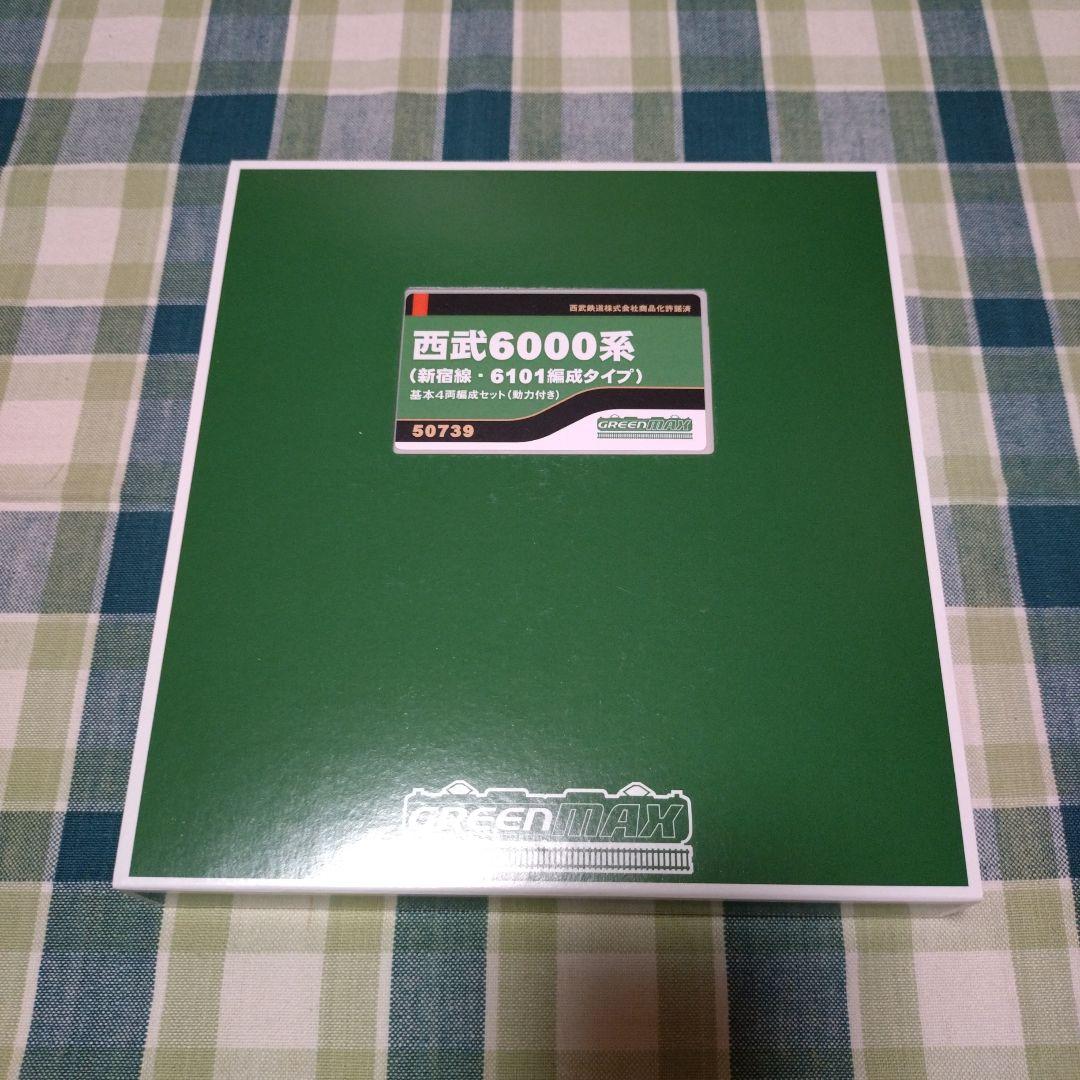 西武鉄道株式会社商品化許諾済
西武6000系
(新宿線・6101編成タイプ)
基本4両編成セット(動力付き)
50739
GREENMAX
GREENMAX